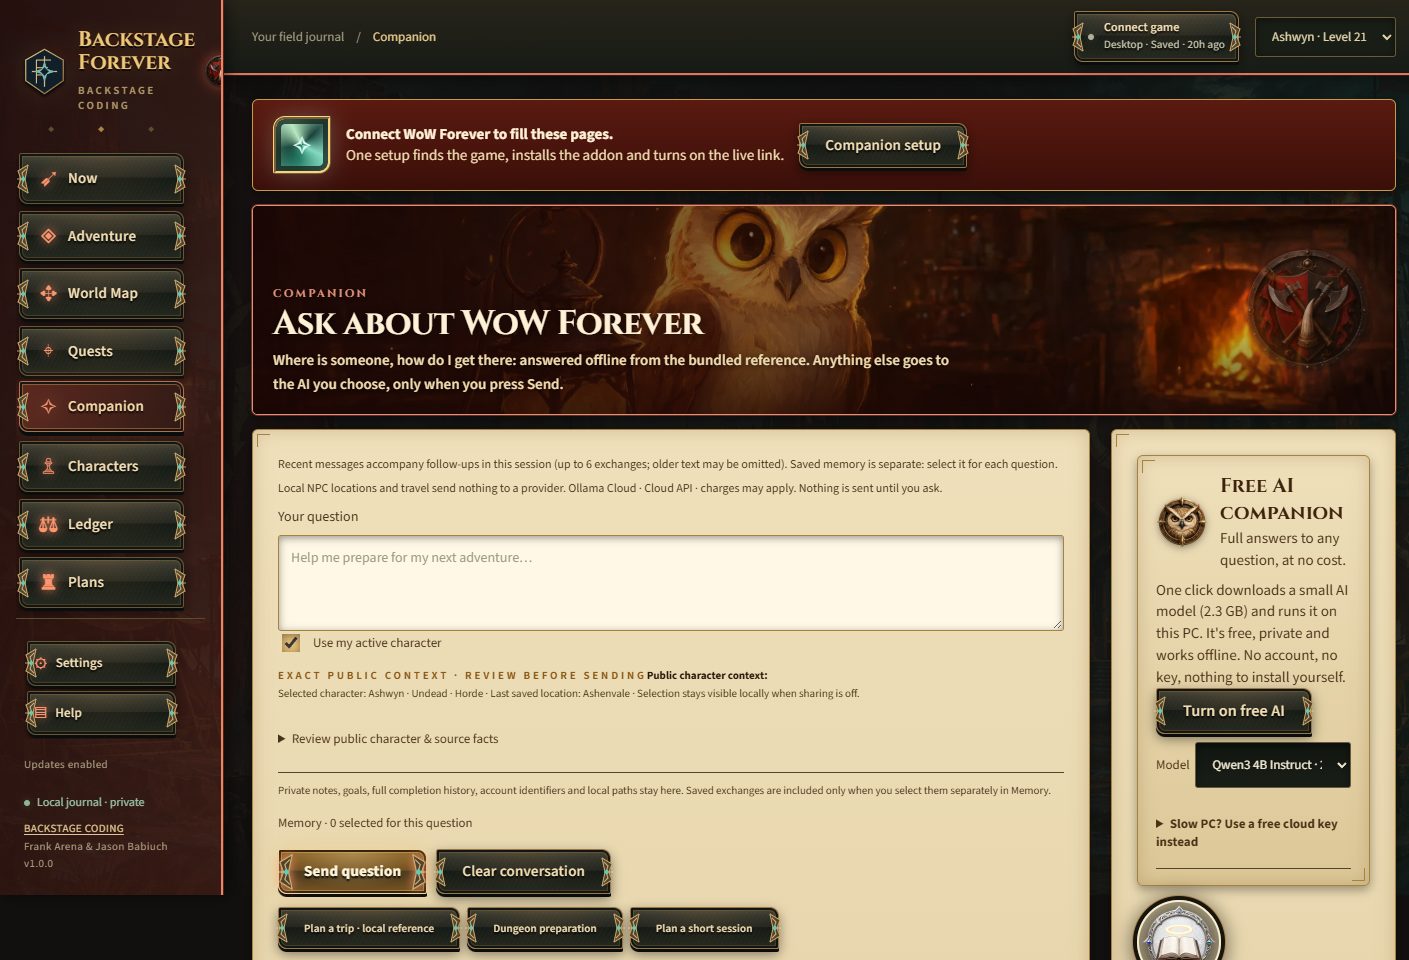 Backstage
Forever
BACKSTAGE
CODING
Now
Adventure
World Map
Quests
Companion
Characters
Ledger
Plans
Settings
Help
Updates enabled
Local journal · private
BACKSTAGE CODING
Frank Arena & Jason Babiuch
v1.0.0
Your field journal / Companion
Connect game
Desktop · Saved · 20h ago
Ashwyn · Level 21
Connect WoW Forever to fill these pages.
One setup finds the game, installs the addon and turns on the live link.
Companion setup
COMPANION
Ask about WoW Forever
Where is someone, how do I get there: answered offline from the bundled reference. Anything else goes to
the AI you choose, only when you press Send.
Recent messages accompany follow-ups in this session (up to 6 exchanges; older text may be omitted). Saved memory is separate: select it for each question.
Local NPC locations and travel send nothing to a provider. Ollama Cloud · Cloud API · charges may apply. Nothing is sent until you ask.
Your question
Help me prepare for my next adventure…
Use my active character
EXACT PUBLIC CONTEXT · REVIEW BEFORE SENDING Public character context:
Selected character: Ashwyn · Undead · Horde · Last saved location: Ashenvale · Selection stays visible locally when sharing is off.
Review public character & source facts
Private notes, goals, full completion history, account identifiers and local paths stay here. Saved exchanges are included only when you select them separately in Memory.
Memory · 0 selected for this question
Send question
Clear conversation
Plan a trip · local reference
Dungeon preparation
Plan a short session
Free AI
companion
Full answers to any
question, at no cost.
One click downloads a small AI
model (2.3 GB) and runs it on
this PC. It's free, private and
works offline. No account, no
key, nothing to install yourself.
Turn on free AI
Model
Qwen3 4B Instruct ·
Slow PC? Use a free cloud key
instead